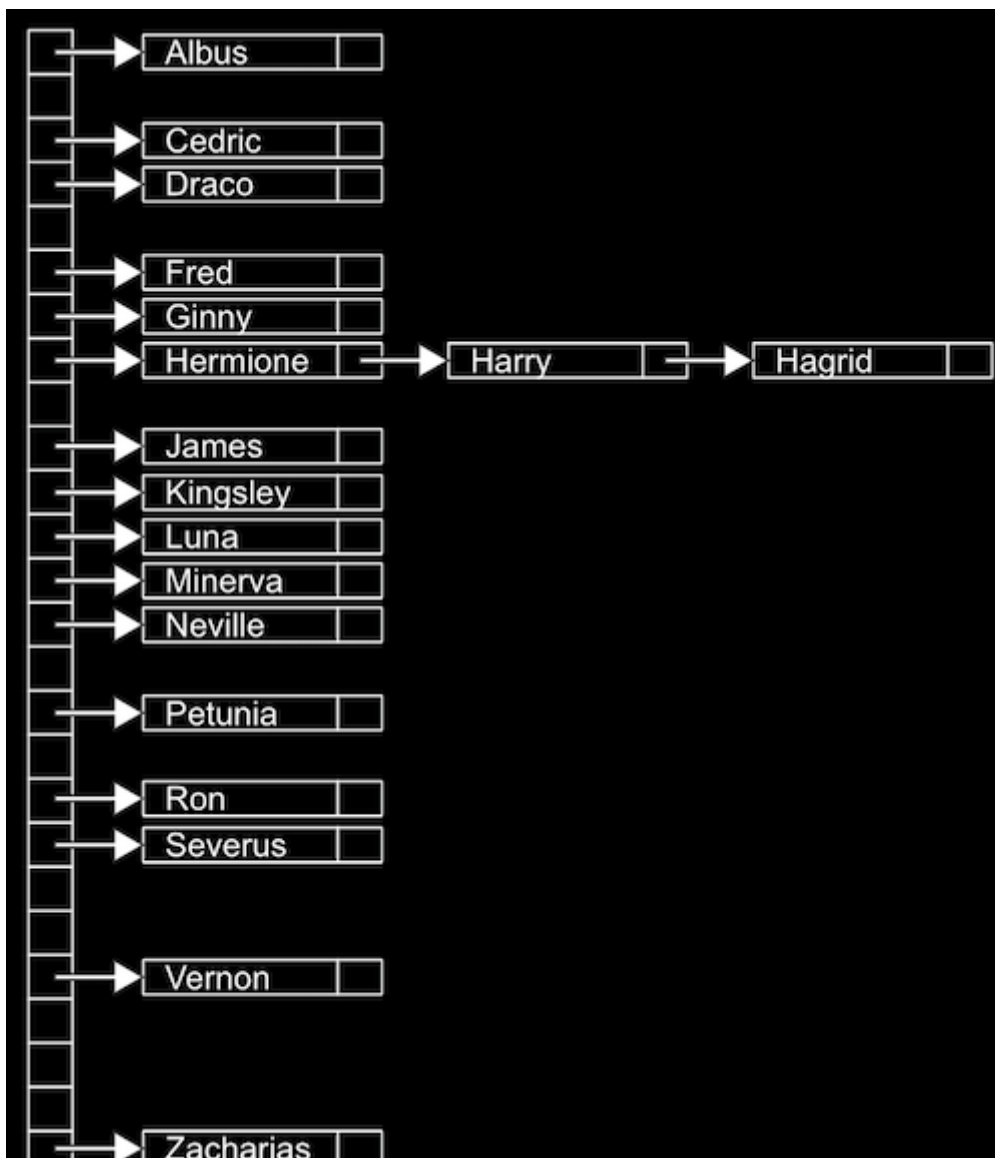 Albus
Cedric
Draco
Fred
Ginny
Hermione Harry Hagrid
James
Kingsley
Luna
Minerva
Neville
Petunia
Ron
Severus
Vernon
Zacharias